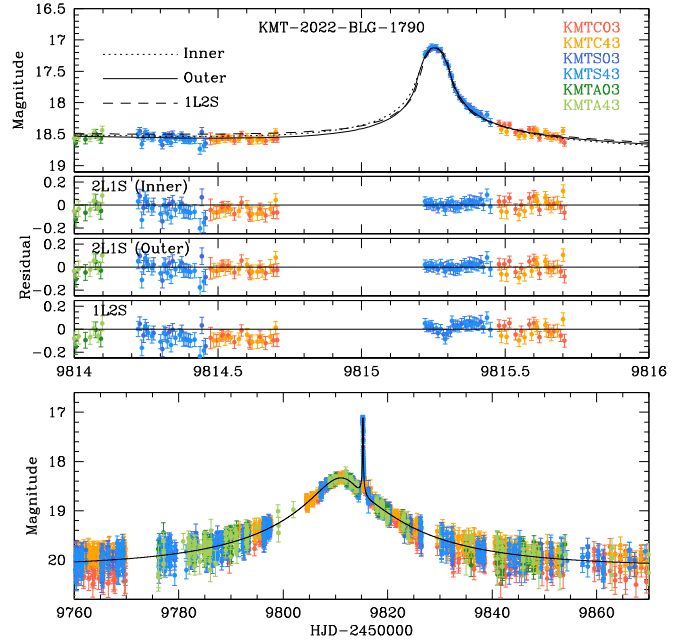 16.5
KMT-2022-BLG-1790
KMTC03
KMTC43
KMTS03
KMTS43
KMTA03
KMTA43
Inner
Outer
1L2S
17
17.5
18
18.5
19
Magnitude
0.2
0
-0.2
2L1S (Inner)
0.2
0
-0.2
2L1S (Outer)
0.2
0
-0.2
1L2S
Residual
9814
9814.5
9815
9815.5
9816
17
18
19
20
Magnitude
9760
9780
9800
9820
9840
9860
HJD-2450000